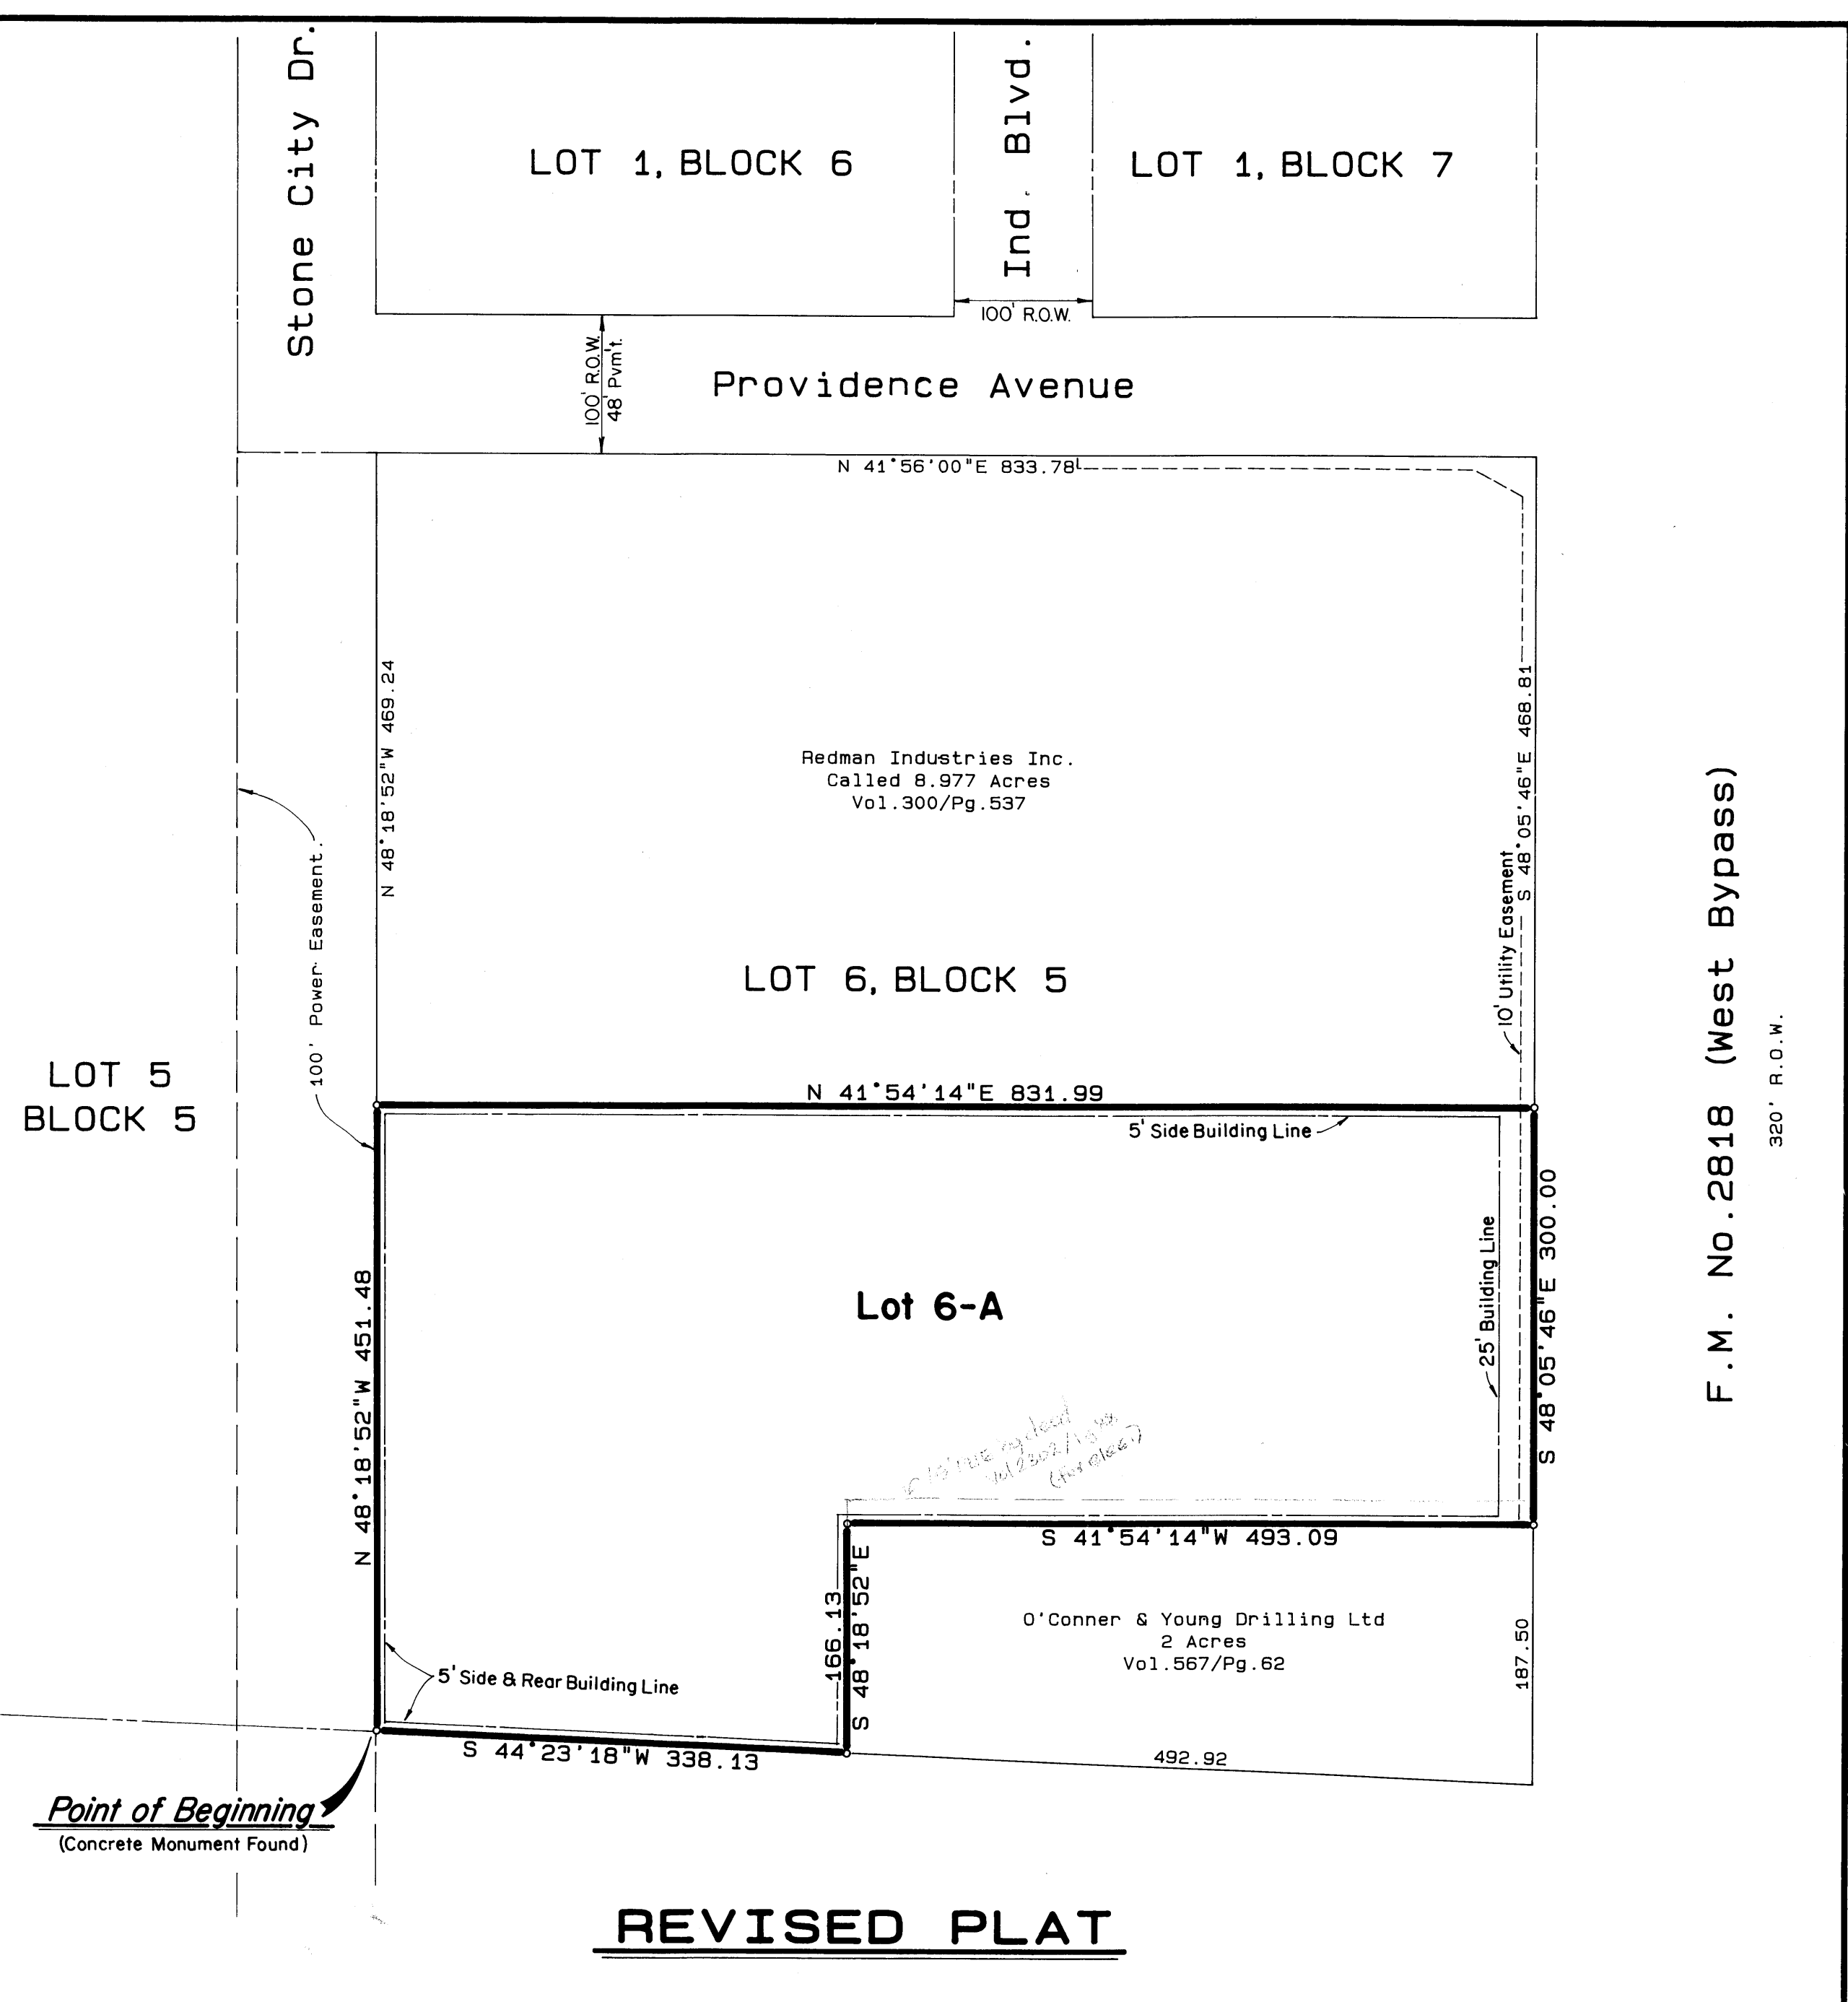 Stone City Dr.
LOT 1, BLOCK 6
Ind. Blvd.
LOT 1, BLOCK 7
100' R.O.W.
100' R.O.W.
48' Pvm't.
Providence Avenue
N 41°56'00"E 833.78'
N 48°18'52"W 469.24
S 48°05'46"E 468.81
Redman Industries Inc.
Called 8.977 Acres
Vol.300/Pg.537
100' Power Easement.
10' Utility Easement
LOT 6, BLOCK 5
F.M. No.2818 (West Bypass)
320' R.O.W.
LOT 5
BLOCK 5
N 41°54'14"E 831.99
5' Side Building Line
25' Building Line
S 48°05'46"E 300.00
N 48°18'52"W 451.48
Lot 6-A
S 41°54'14"W 493.09
166.13
S 48°18'52"E
O'Conner & Young Drilling Ltd
2 Acres
Vol.567/Pg.62
187.50
5' Side & Rear Building Line
S 44°23'18"W 338.13
492.92
Point of Beginning
(Concrete Monument Found)
REVISED PLAT